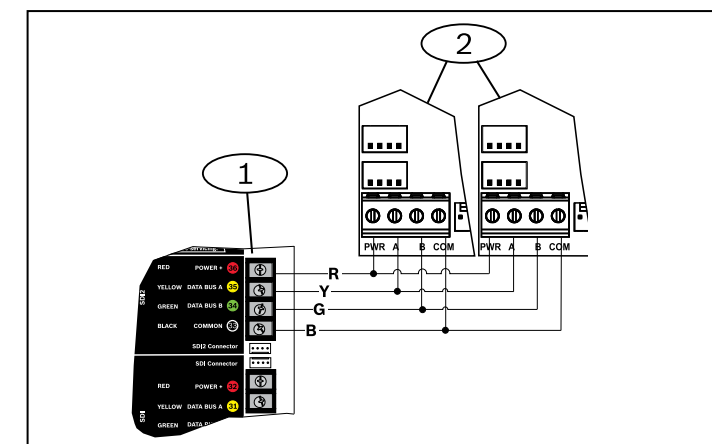 2
1
PWR A B COM PWR A B COM
R
Y
G
B
SDI2
RED POWER + 36
YELLOW DATA BUS A 35
GREEN DATA BUS B 34
BLACK COMMON 33
SDI2 Connector
SDI Connector
SDI
RED POWER + 32
YELLOW DATA BUS A 31
GREEN DATA